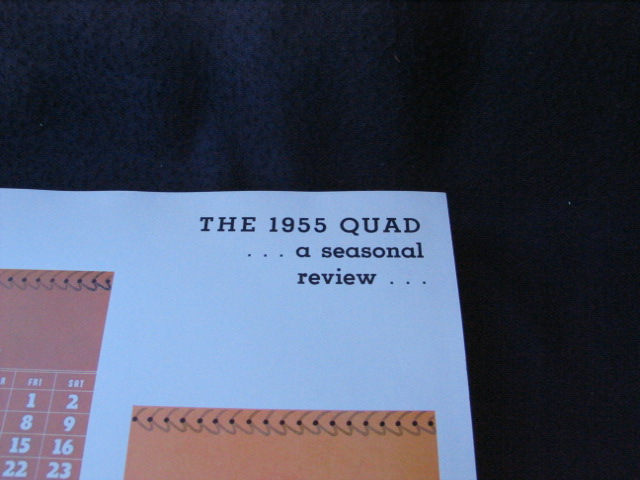 THE 1955 QUAD
. . . a seasonal
review . . .
FRI SAT
1 2
8 9
15 16
22 23